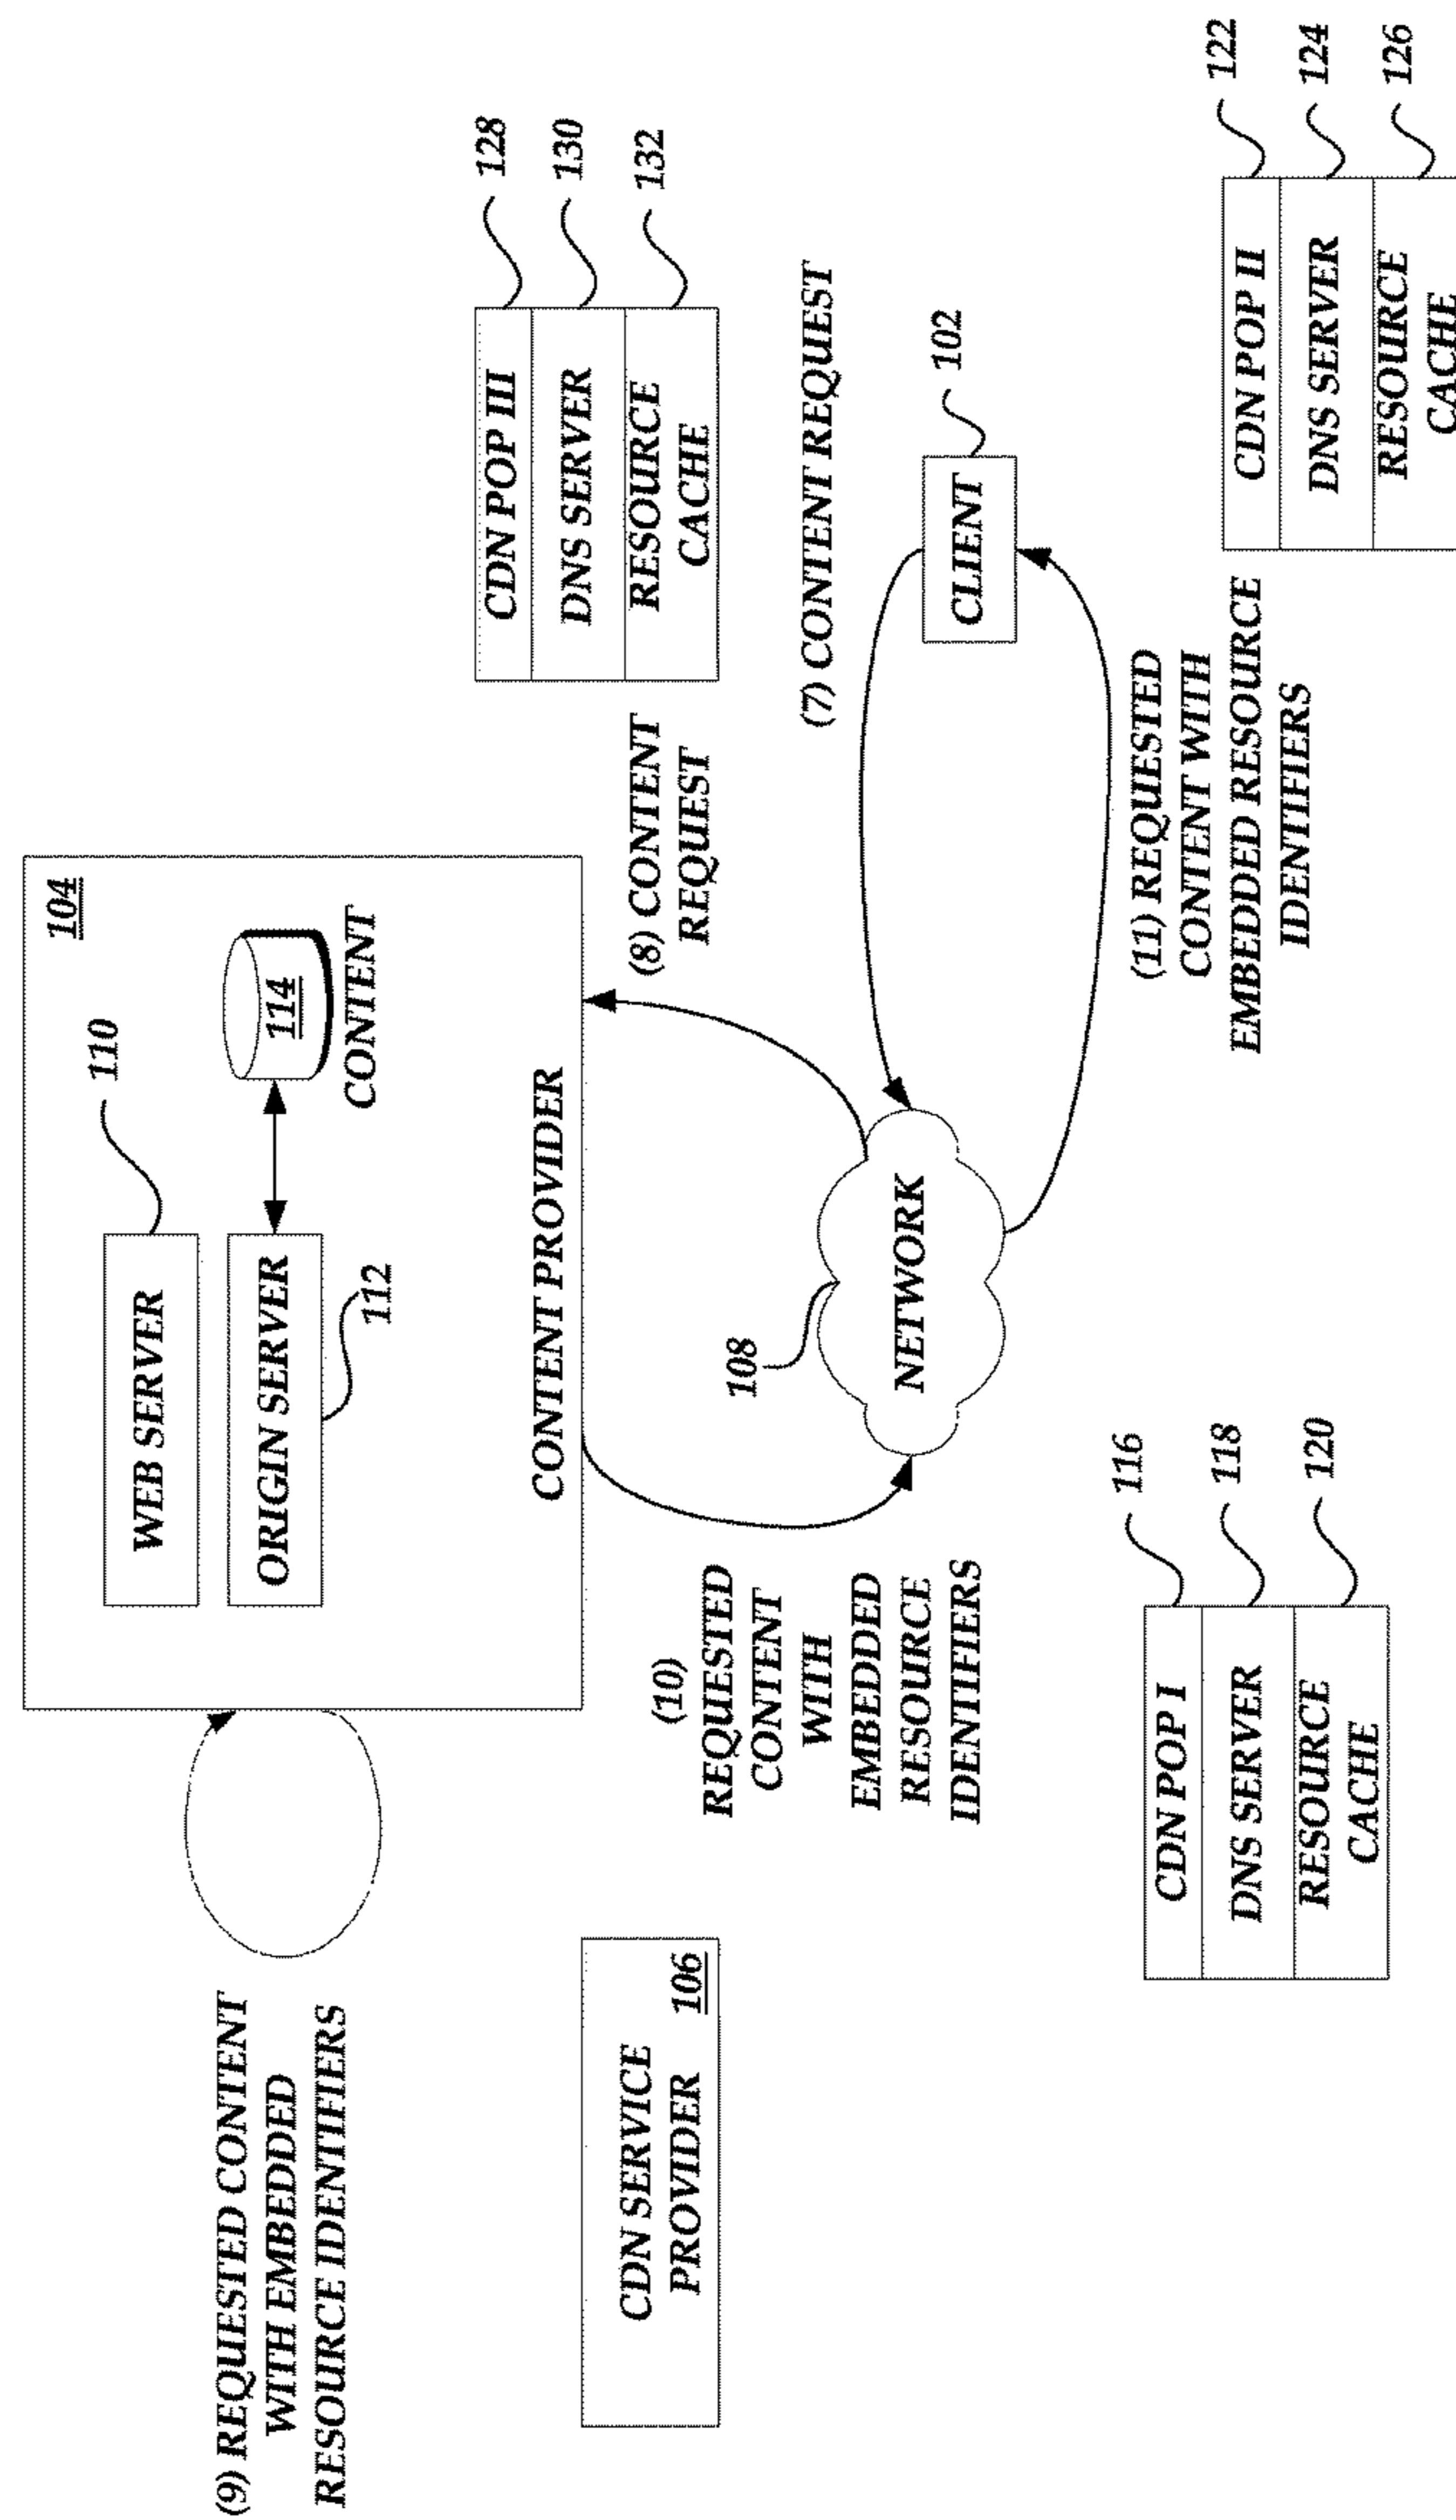 (9) REQUESTED CONTENT
WITH EMBEDDED
RESOURCE IDENTIFIERS
104
WEB SERVER
110
ORIGIN SERVER
112
114
CONTENT
CONTENT PROVIDER
CDN SERVICE
PROVIDER
106
(10)
REQUESTED
CONTENT
WITH
EMBEDDED
RESOURCE
IDENTIFIERS
(8) CONTENT
REQUEST
CDN POP III
DNS SERVER
RESOURCE
CACHE
128
130
132
108
NETWORK
(7) CONTENT REQUEST
CLIENT
102
(11) REQUESTED
CONTENT WITH
EMBEDDED RESOURCE
IDENTIFIERS
CDN POP I
DNS SERVER
RESOURCE
CACHE
116
118
120
CDN POP II
DNS SERVER
RESOURCE
CACHE
122
124
126